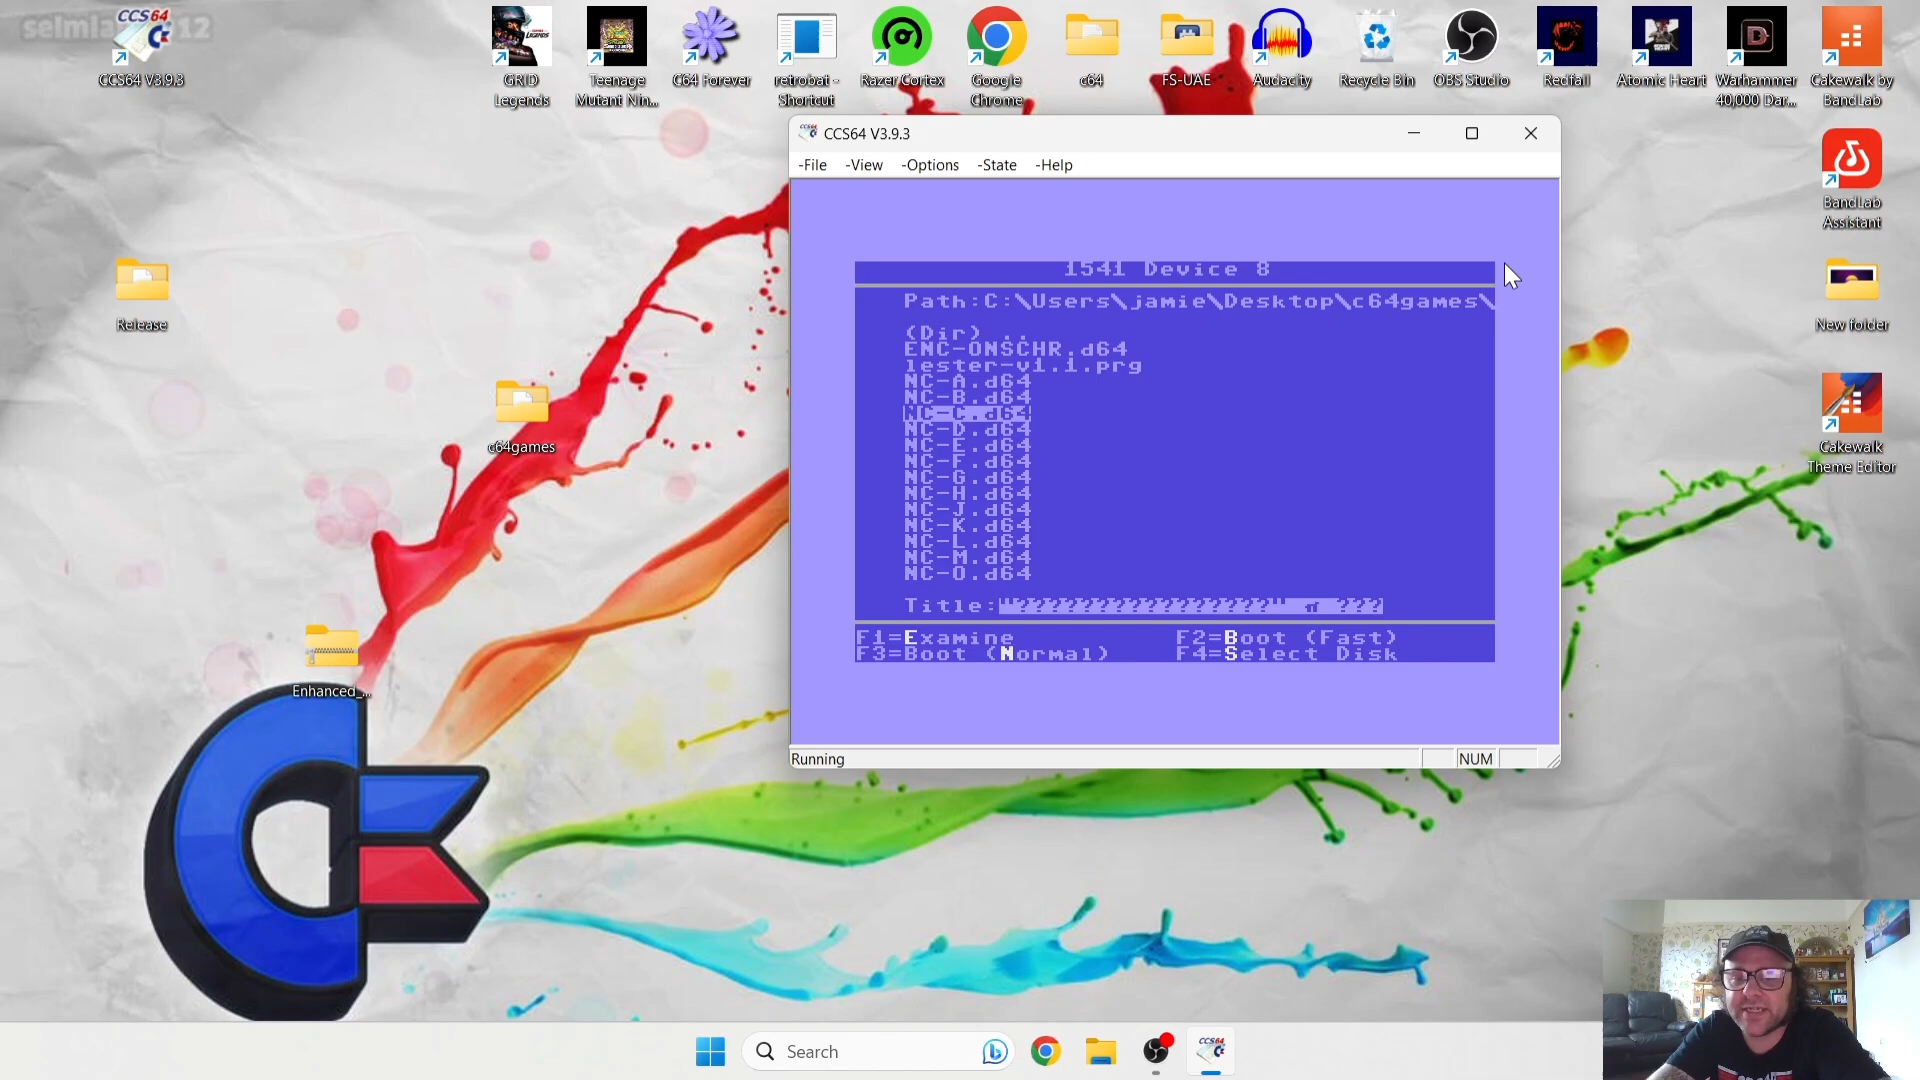 selmla
12
CCS64
CCS64 V3.9.3
GRID
Legends
Teenage
Mutant Nin...
C64 Forever
retrobat -
Shortcut
Razer Cortex
Google
Chrome
c64
FS-UAE
Audacity
Recycle Bin
OBS Studio
Redfall
Atomic Heart
Warhammer
40,000 Dar...
Cakewalk by
BandLab
BandLab
Assistant
New folder
Cakewalk
Theme Editor
Release
c64games
Enhanced_...
CCS64 V3.9.3
-File -View -Options -State -Help
1541 Device 8
Path:C:\Users\jamie\Desktop\c64games\
(Dir) ..
ENC-ONSCHR.d64
lester-v1.1.prg
NC-A.d64
NC-B.d64
NC-C.d64
NC-D.d64
NC-E.d64
NC-F.d64
NC-G.d64
NC-H.d64
NC-J.d64
NC-K.d64
NC-L.d64
NC-M.d64
NC-O.d64
Title:"?????????????????" π ???
F1=Examine F2=Boot (Fast)
F3=Boot (Normal) F4=Select Disk
Running NUM
Search
CCS64